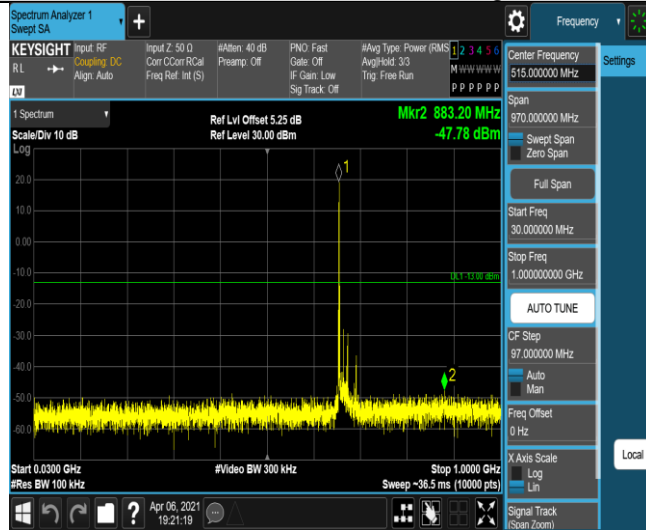 Spectrum Analyzer 1
Swept SA
+
Frequency
KEYSIGHT
R L
LXI
Input: RF
Coupling: DC
Align: Auto
Input Z: 50 Ω
Corr CCorr RCal
Freq Ref: Int (S)
#Atten: 40 dB
Preamp: Off
PNO: Fast
Gate: Off
IF Gain: Low
Sig Track: Off
#Avg Type: Power (RMS
Avg|Hold: 3/3
Trig: Free Run
1 2 3 4 5 6
M W W W W W
P P P P P P
1 Spectrum
Scale/Div 10 dB
Log
Ref Lvl Offset 5.25 dB
Ref Level 30.00 dBm
Mkr2 883.20 MHz
-47.78 dBm
1
20.0
10.0
0.00
-10.0
DL1 -13.00 dBm
-20.0
-30.0
-40.0
2
-50.0
-60.0
Start 0.0300 GHz
#Res BW 100 kHz
#Video BW 300 kHz
Stop 1.0000 GHz
Sweep ~36.5 ms (10000 pts)
Center Frequency
515.000000 MHz
Settings
Span
970.000000 MHz
Swept Span
Zero Span
Full Span
Start Freq
30.000000 MHz
Stop Freq
1.000000000 GHz
AUTO TUNE
CF Step
97.000000 MHz
Auto
Man
Freq Offset
0 Hz
X Axis Scale
Log
Lin
Local
Signal Track
(Span Zoom)
?
Apr 06, 2021
19:21:19